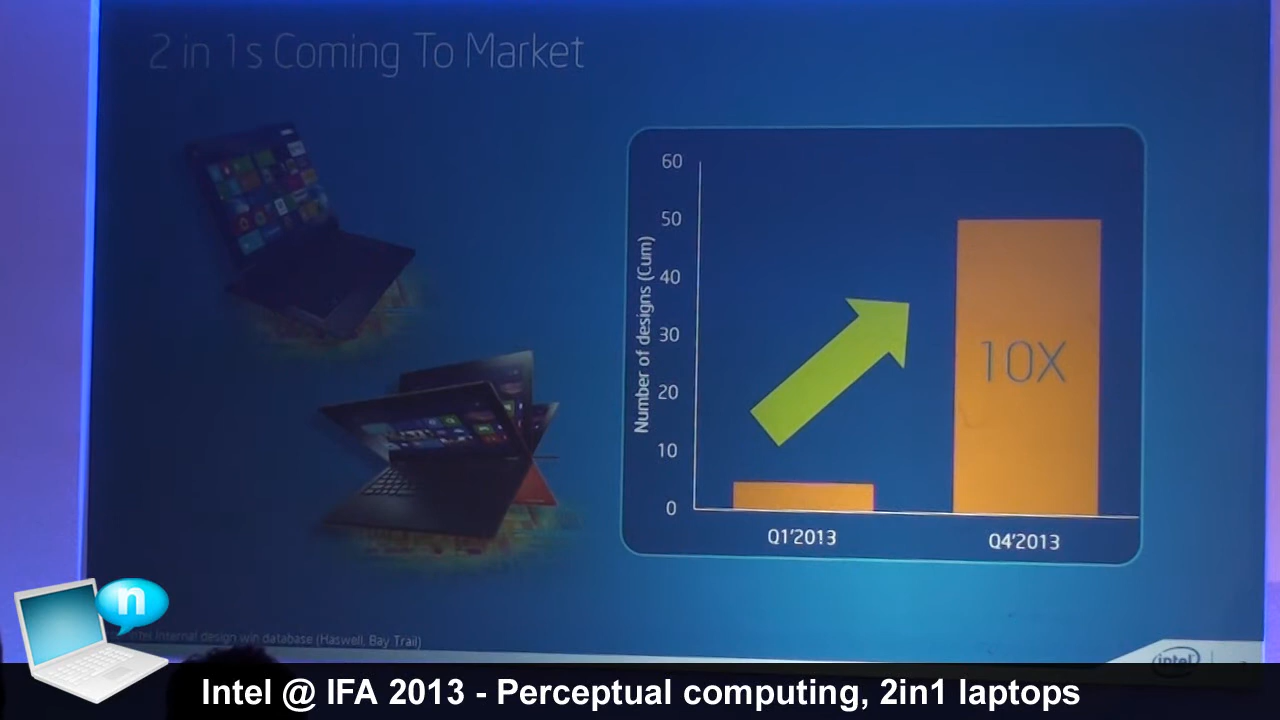 2 in 1s Coming To Market
60
50
40
30
20
10
0
Number of designs (Cum)
10X
Q1'2013
Q4'2013
Intel Internal design win database (Haswell, Bay Trail)
intel
n
Intel @ IFA 2013 - Perceptual computing, 2in1 laptops